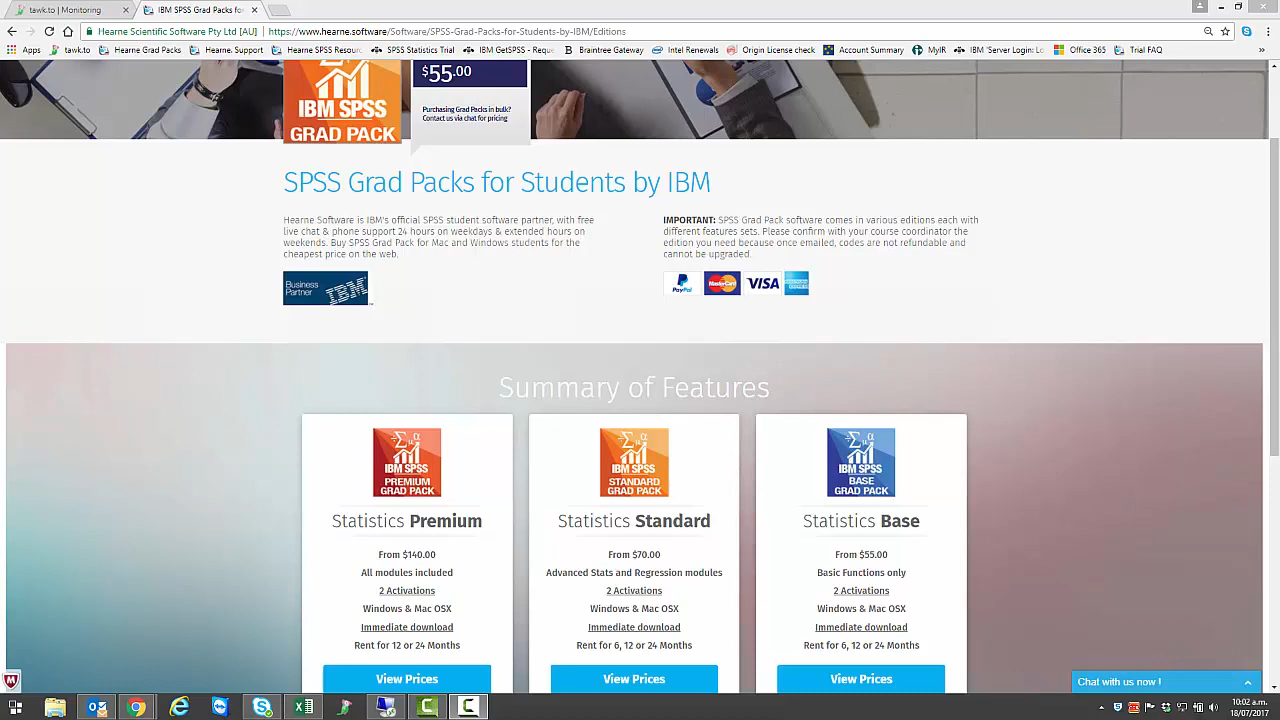 tawk.to | Monitoring
IBM SPSS Grad Packs for
Hearne Scientific Software Pty Ltd [AU]
https://www.hearne.software/Software/SPSS-Grad-Packs-for-Students-by-IBM/Editions
Apps
tawk.to
Hearne Grad Packs
Hearne. Support
Hearne SPSS Resourc
SPSS Statistics Trial
IBM GetSPSS - Reque
Braintree Gateway
Intel Renewals
Origin License check
Account Summary
MyIR
IBM 'Server Login: Lo
Office 365
Trial FAQ
IBM SPSS
GRAD PACK
$55.00
Purchasing Grad Packs in bulk?
Contact us via chat for pricing
SPSS Grad Packs for Students by IBM
Hearne Software is IBM's official SPSS student software partner, with free
live chat & phone support 24 hours on weekdays & extended hours on
weekends. Buy SPSS Grad Pack for Mac and Windows students for the
cheapest price on the web.
Business
Partner
IBM
IMPORTANT: SPSS Grad Pack software comes in various editions each with
different features sets. Please confirm with your course coordinator the
edition you need because once emailed, codes are not refundable and
cannot be upgraded.
PayPal
MasterCard
VISA
AMERICAN EXPRESS
Summary of Features
IBM SPSS
PREMIUM
GRAD PACK
Statistics Premium
From $140.00
All modules included
2 Activations
Windows & Mac OSX
Immediate download
Rent for 12 or 24 Months
View Prices
IBM SPSS
STANDARD
GRAD PACK
Statistics Standard
From $70.00
Advanced Stats and Regression modules
2 Activations
Windows & Mac OSX
Immediate download
Rent for 6, 12 or 24 Months
View Prices
IBM SPSS
BASE
GRAD PACK
Statistics Base
From $55.00
Basic Functions only
2 Activations
Windows & Mac OSX
Immediate download
Rent for 6, 12 or 24 Months
View Prices
Chat with us now !
10:02 a.m.
18/07/2017